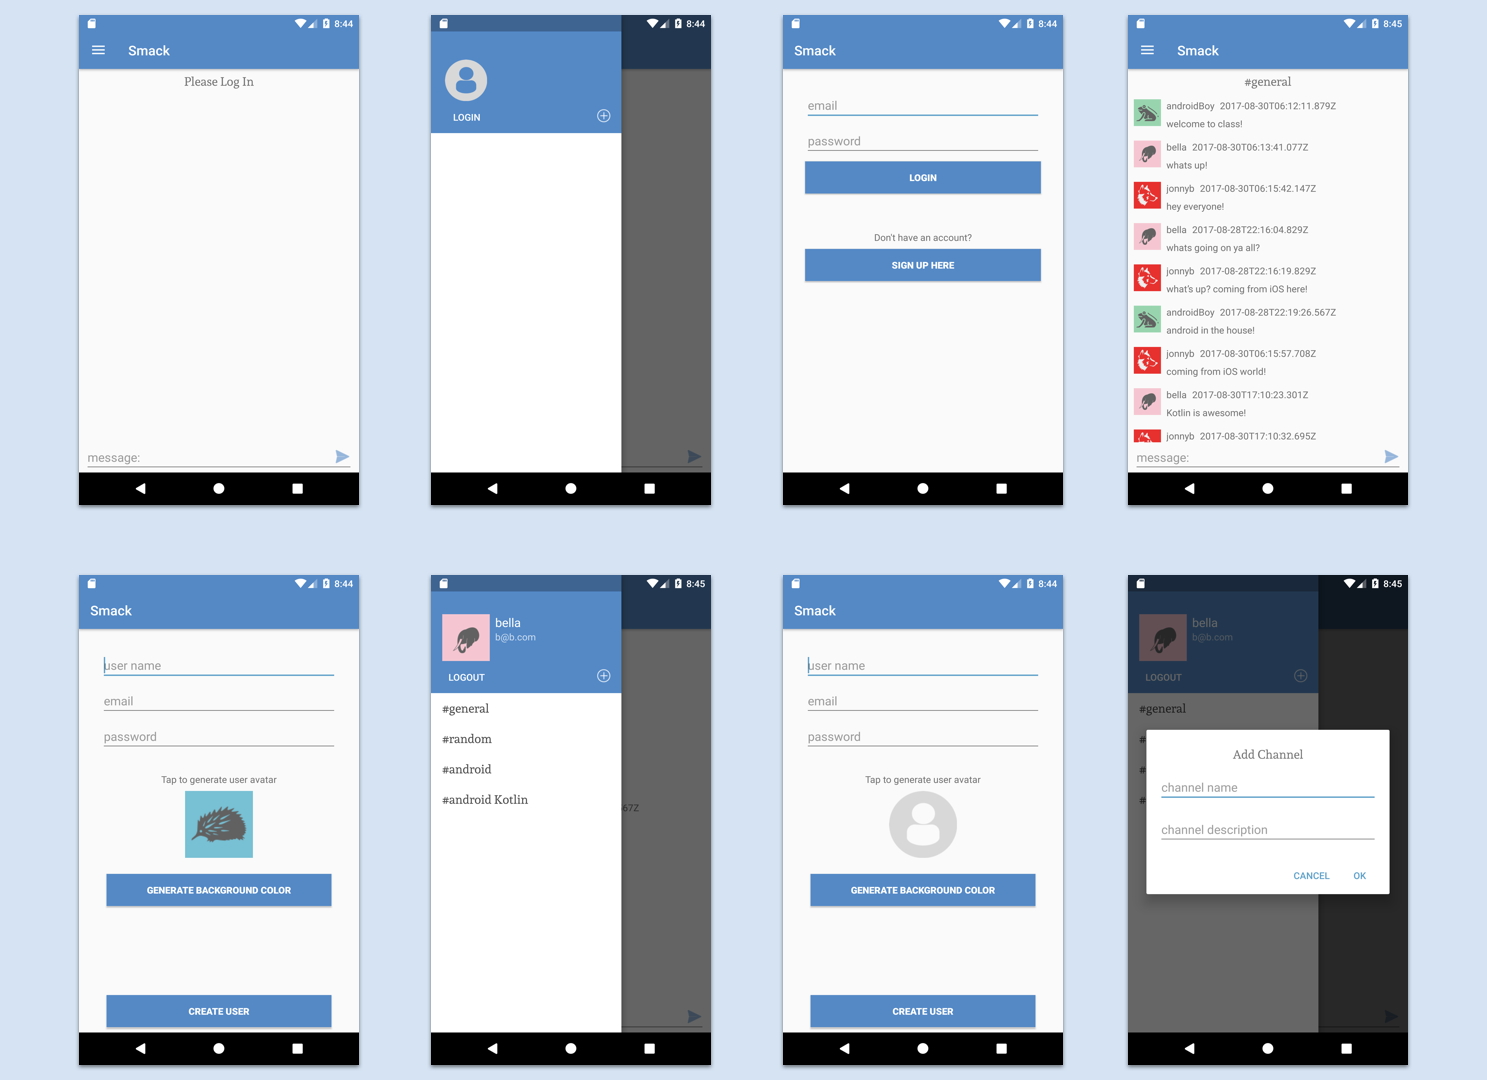 8:44
Smack
Please Log In
message:
8:44
LOGIN
8:44
Smack
email
password
LOGIN
Don't have an account?
SIGN UP HERE
8:45
Smack
#general
androidBoy 2017-08-30T06:12:11.879Z
welcome to class!
bella 2017-08-30T06:13:41.077Z
whats up!
jonnyb 2017-08-30T06:15:42.147Z
hey everyone!
bella 2017-08-28T22:16:04.829Z
whats going on ya all?
jonnyb 2017-08-28T22:16:19.829Z
what's up? coming from iOS here!
androidBoy 2017-08-28T22:19:26.567Z
android in the house!
jonnyb 2017-08-30T06:15:57.708Z
coming from iOS world!
bella 2017-08-30T17:10:23.301Z
Kotlin is awesome!
jonnyb 2017-08-30T17:10:32.695Z
message:
8:44
Smack
user name
email
password
Tap to generate user avatar
GENERATE BACKGROUND COLOR
CREATE USER
8:45
bella
b@b.com
LOGOUT
#general
#random
#android
#android Kotlin
67Z
8:44
Smack
user name
email
password
Tap to generate user avatar
GENERATE BACKGROUND COLOR
CREATE USER
8:45
bella
b@b.com
LOGOUT
#general
#
#
#
Add Channel
channel name
channel description
CANCEL OK